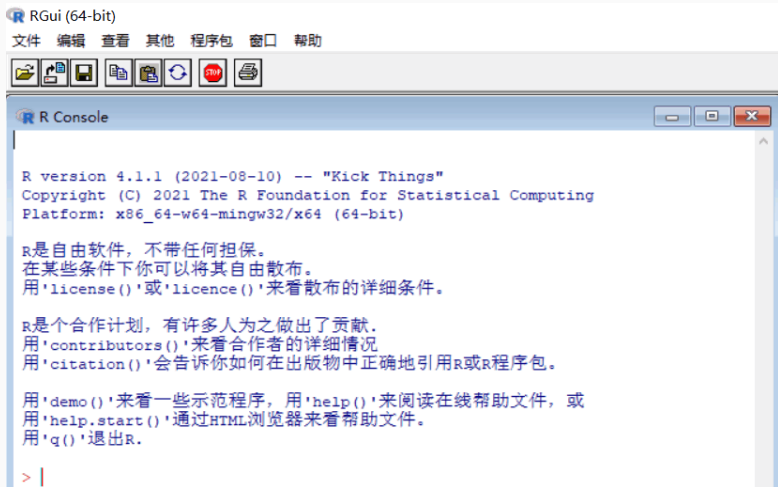 RGui (64-bit)
文件 编辑 查看 其他 程序包 窗口 帮助
STOP
R Console
R version 4.1.1 (2021-08-10) -- "Kick Things"
Copyright (C) 2021 The R Foundation for Statistical Computing
Platform: x86_64-w64-mingw32/x64 (64-bit)
R是自由软件，不带任何担保。
在某些条件下你可以将其自由散布。
用'license()'或'licence()'来看散布的详细条件。
R是个合作计划，有许多人为之做出了贡献.
用'contributors()'来看合作者的详细情况
用'citation()'会告诉你如何在出版物中正确地引用R或R程序包。
用'demo()'来看一些示范程序，用'help()'来阅读在线帮助文件，或
用'help.start()'通过HTML浏览器来看帮助文件。
用'q()'退出R.
>